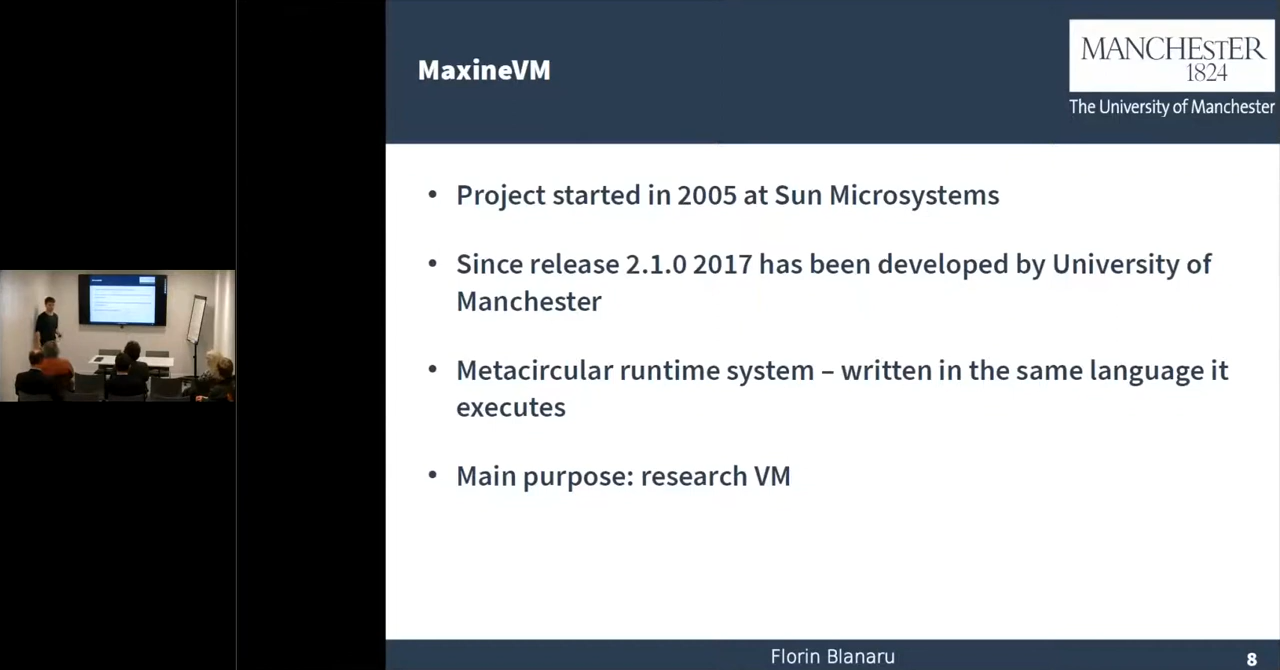 MaxineVM
MANCHESTER
1824
The University of Manchester
• Project started in 2005 at Sun Microsystems
• Since release 2.1.0 2017 has been developed by University of
Manchester
• Metacircular runtime system – written in the same language it
executes
• Main purpose: research VM
Florin Blanaru
8